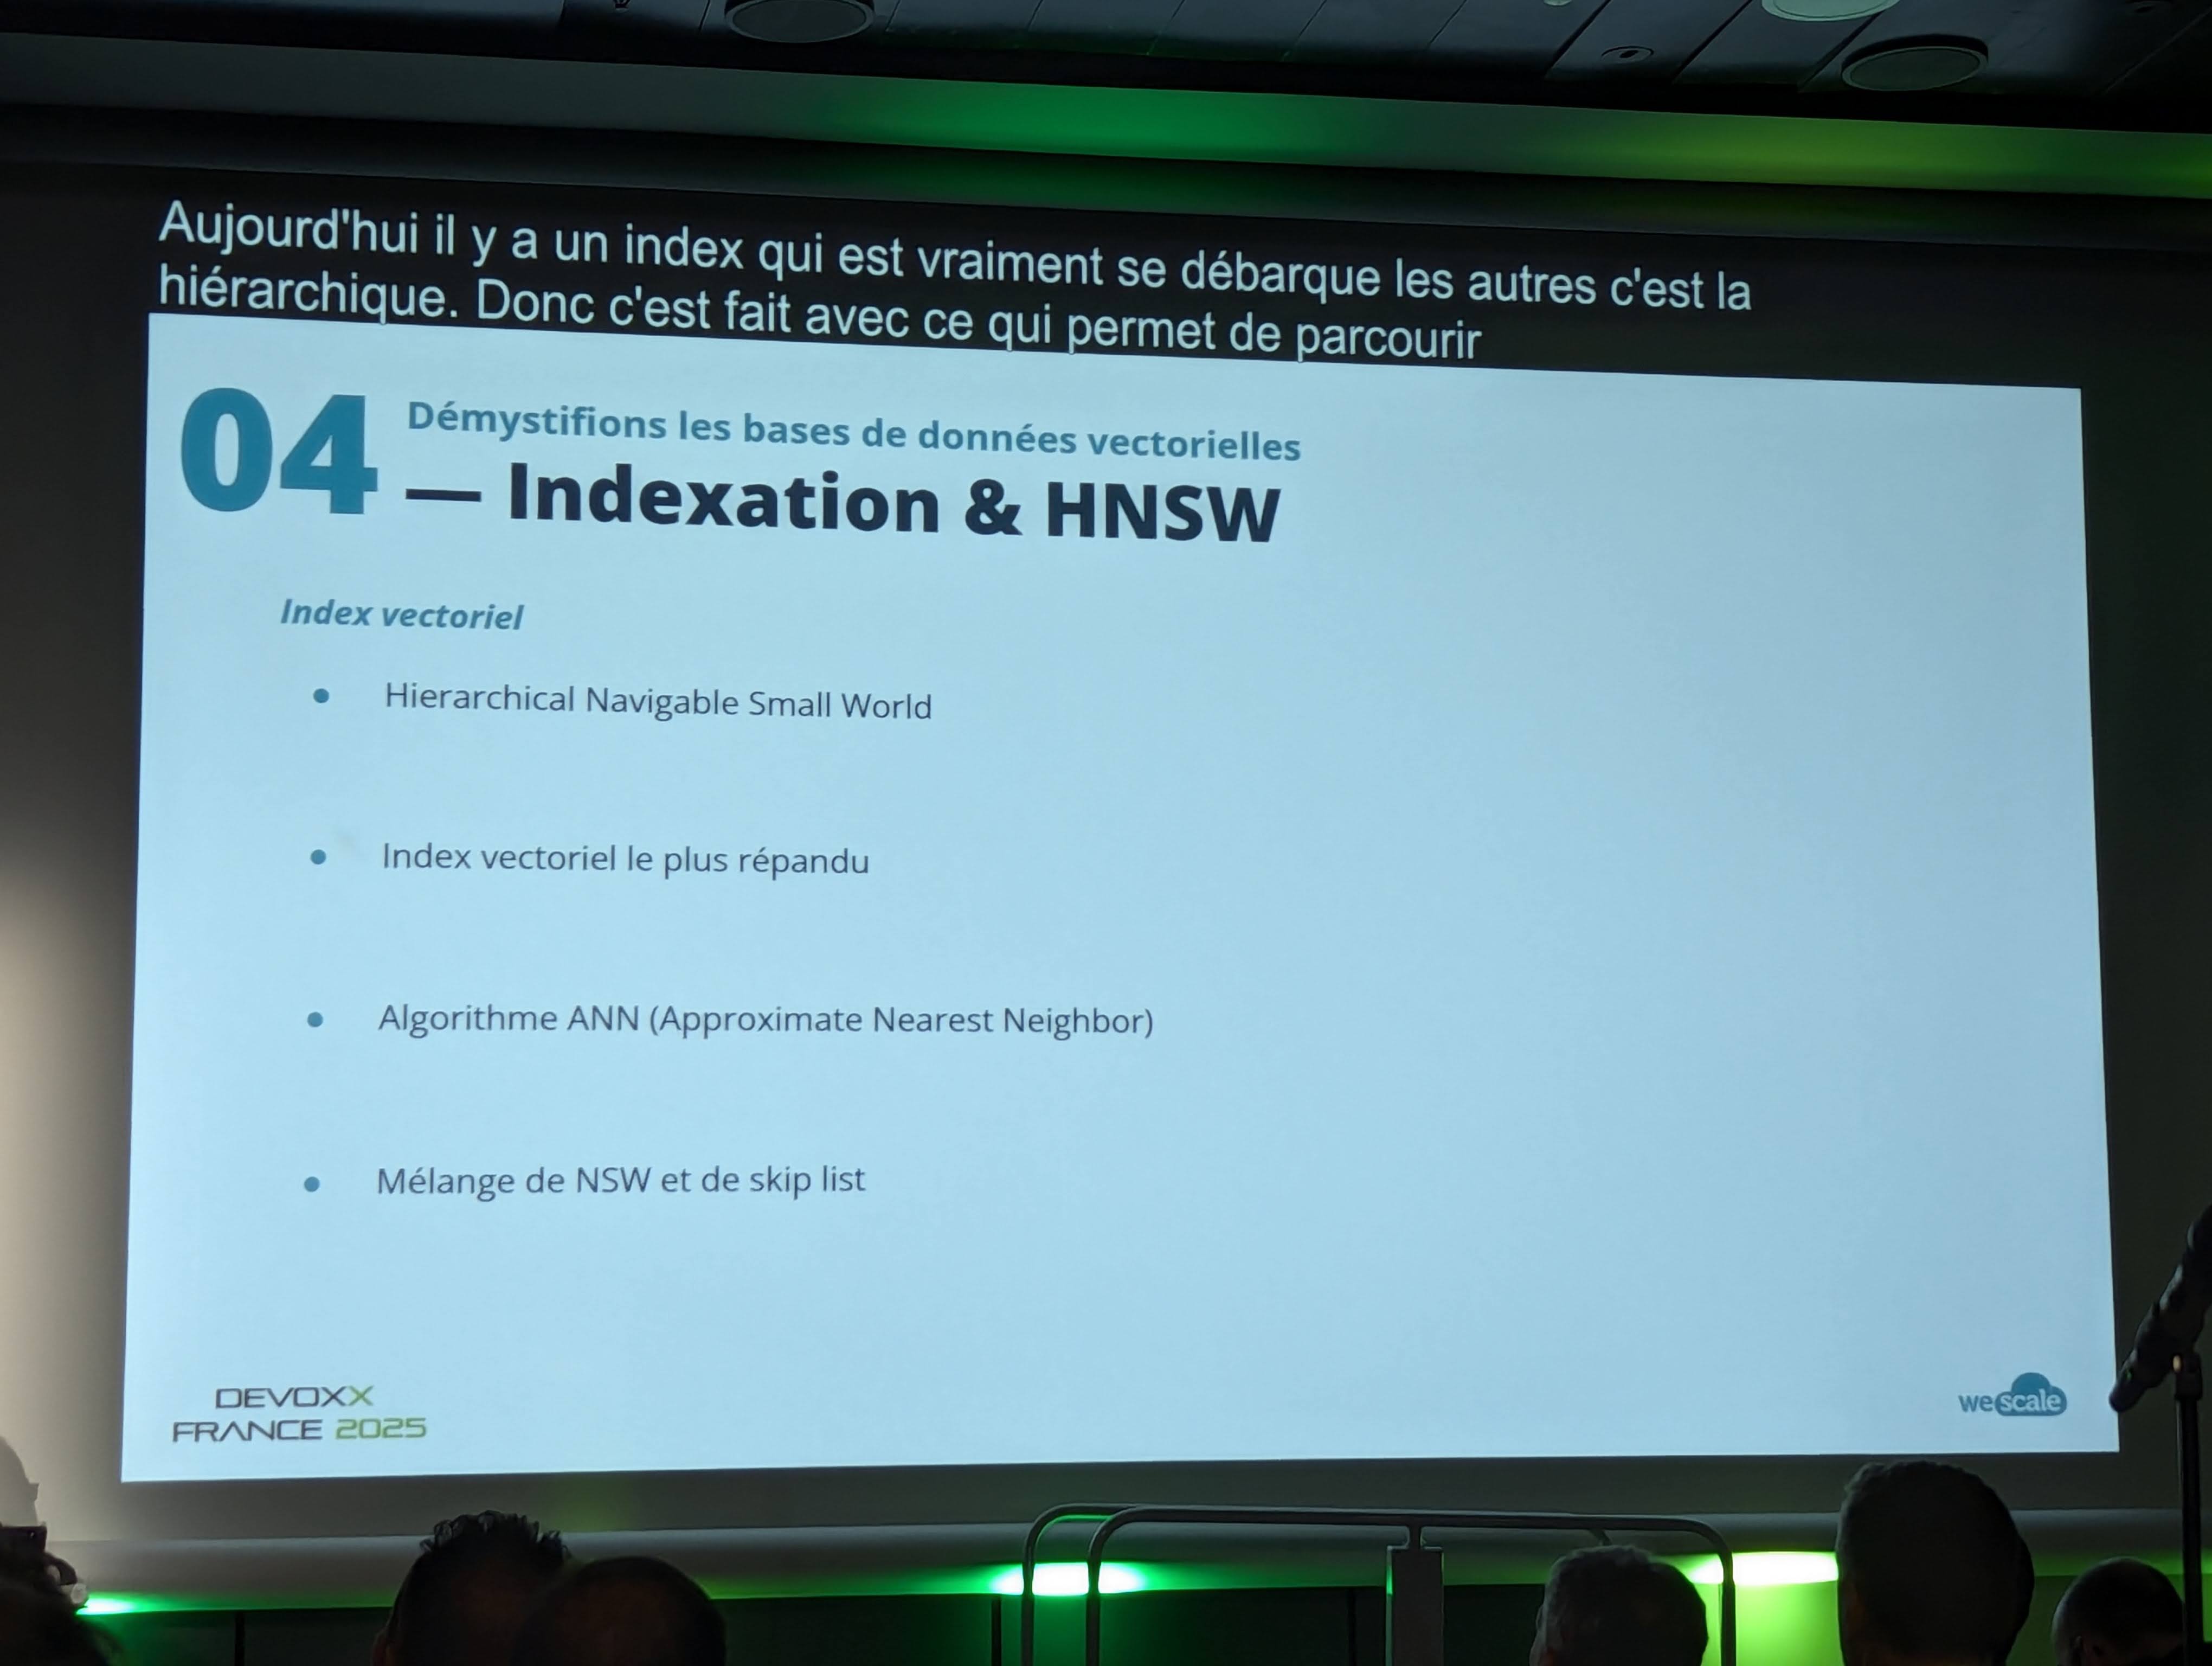 Aujourd'hui il y a un index qui est vraiment se débarque les autres c'est la
hiérarchique. Donc c'est fait avec ce qui permet de parcourir
04
Démystifions les bases de données vectorielles
— Indexation & HNSW
Index vectoriel
● Hierarchical Navigable Small World
● Index vectoriel le plus répandu
● Algorithme ANN (Approximate Nearest Neighbor)
● Mélange de NSW et de skip list
DEVOXX
FRANCE 2025
wescale